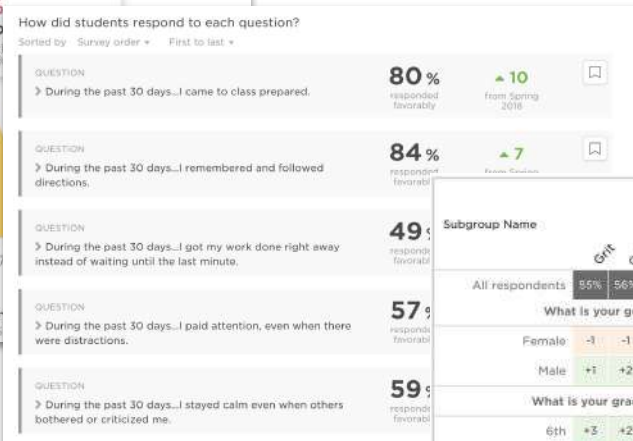 How did students respond to each question?
Sorted by Survey order First to last
QUESTION
> During the past 30 days...I came to class prepared.
80%
responded
favorably
10
from Spring
2018
QUESTION
> During the past 30 days...I remembered and followed
directions.
84%
responded
7
from Spring
QUESTION
> During the past 30 days...I got my work done right away
instead of waiting until the last minute.
49
QUESTION
> During the past 30 days...I paid attention, even when there
were distractions.
57
QUESTION
> During the past 30 days...I stayed calm even when others
bothered or criticized me.
59
Subgroup Name
Grit
All respondents 55% 56%
What is your
Female -1 -1
Male +1 +2
What is your
6th +3 +2